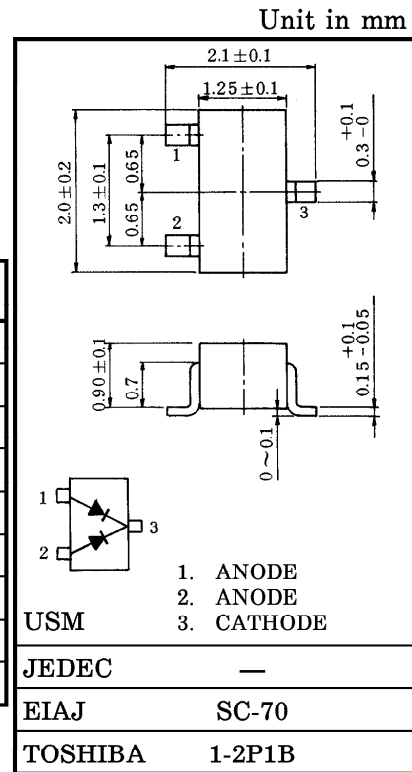 Unit in mm
2.1±0.1
1.25±0.1
+0.1
0.3-0
2.0±0.2
1.3±0.1
0.65
0.65
1
2
3
0.90±0.1
0.7
0~0.1
+0.1
0.15-0.05
1
2
3
1. ANODE
2. ANODE
USM 3. CATHODE
JEDEC —
EIAJ SC-70
TOSHIBA 1-2P1B